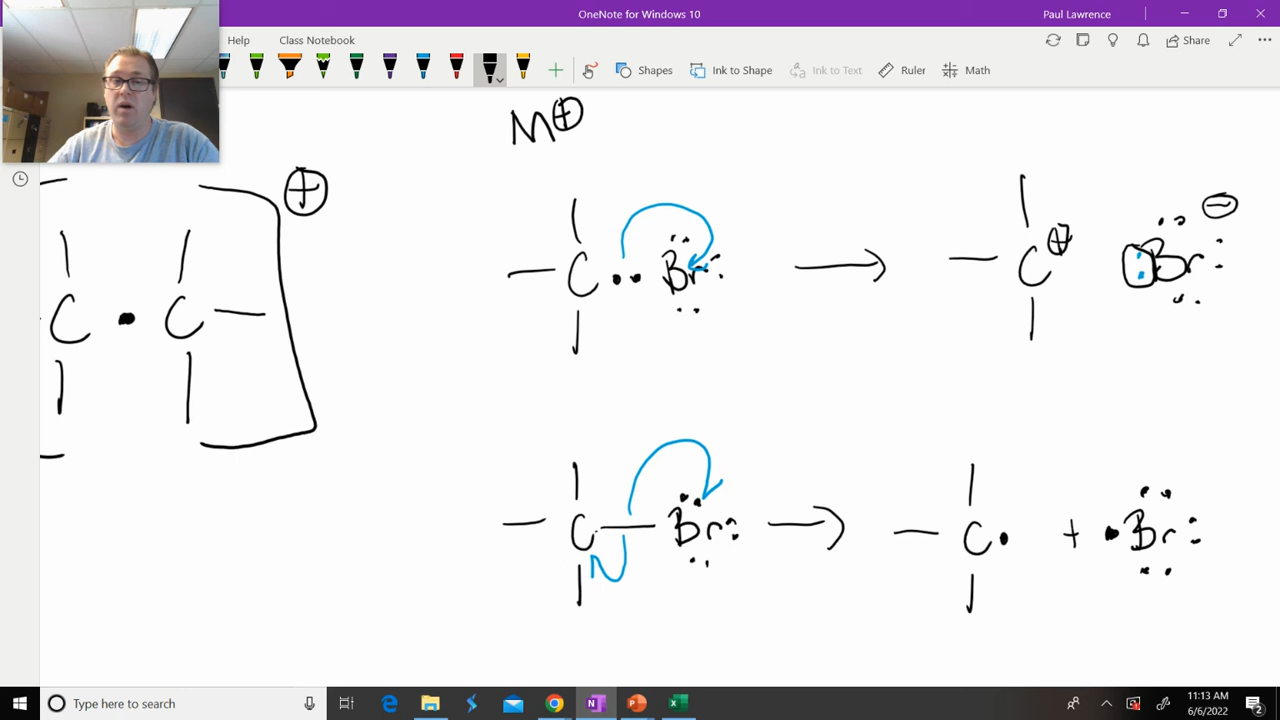 OneNote for Windows 10
Paul Lawrence
Help Class Notebook Share
Shapes Ink to Shape Ink to Text Ruler Math
M⊕
⊕
C •• Br → C⊕ Br ⊖
C • C
C — Br → C• + •Br
Type here to search
11:13 AM
6/6/2022
2